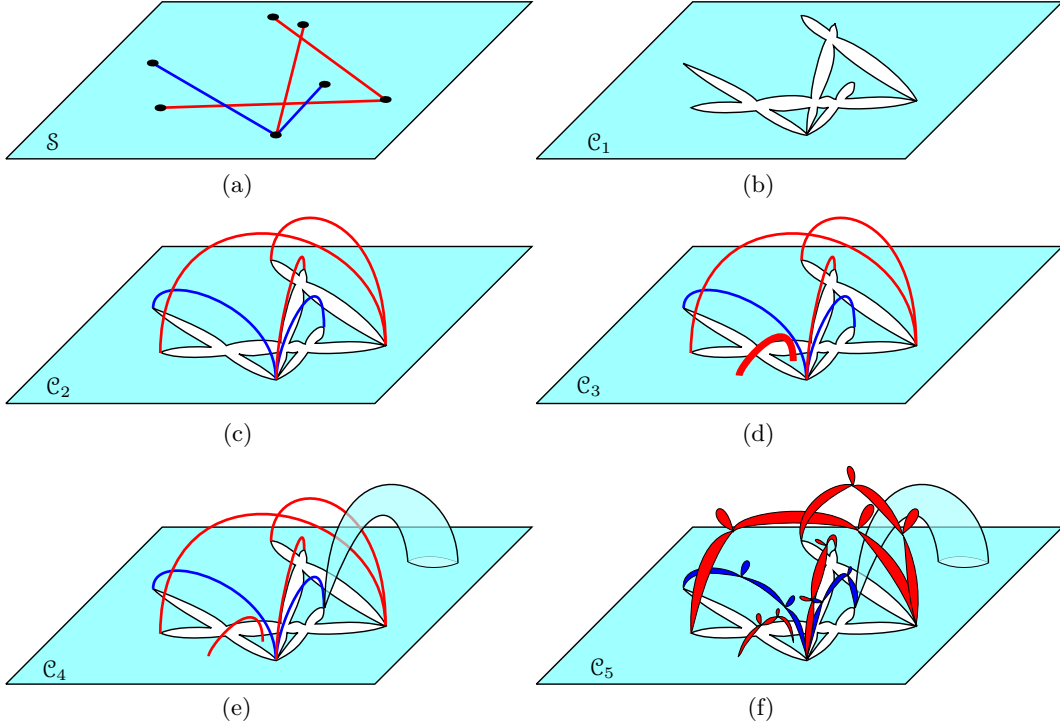 𝒮 𝒞₁
(a) (b)
𝒞₂ 𝒞₃
(c) (d)
𝒞₄ 𝒞₅
(e) (f)